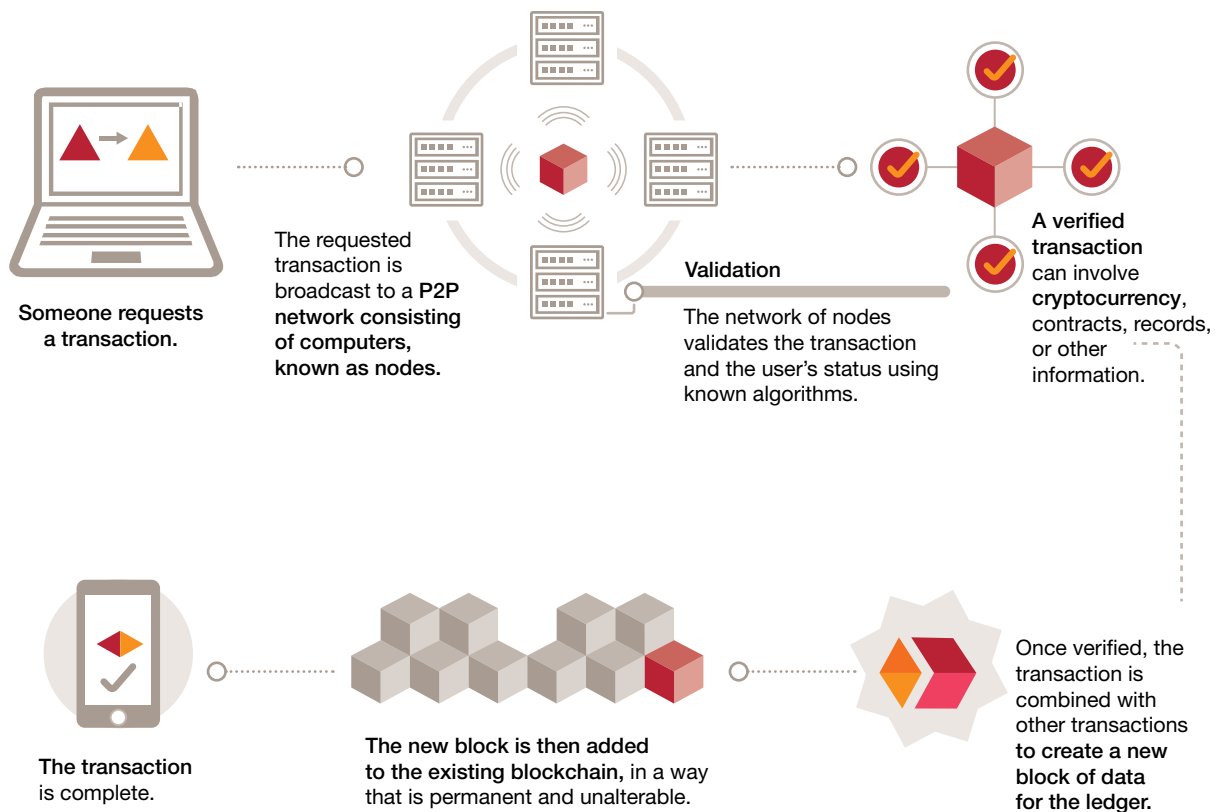 Someone requests
a transaction.
The requested
transaction is
broadcast to a P2P
network consisting
of computers,
known as nodes.
Validation
The network of nodes
validates the transaction
and the user’s status using
known algorithms.
A verified
transaction
can involve
cryptocurrency,
contracts, records,
or other
information.
Once verified, the
transaction is
combined with
other transactions
to create a new
block of data
for the ledger.
The new block is then added
to the existing blockchain, in a way
that is permanent and unalterable.
The transaction
is complete.